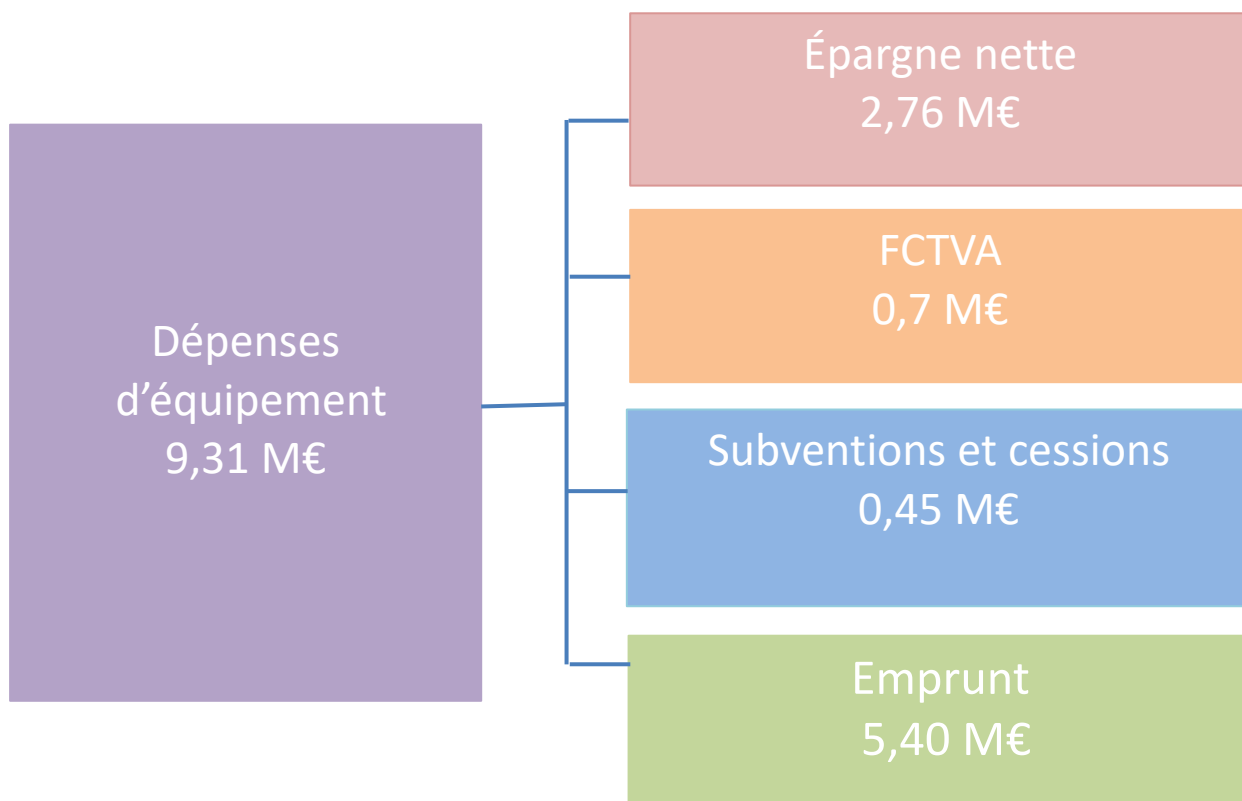 Dépenses
d’équipement
9,31 M€
Épargne nette
2,76 M€
FCTVA
0,7 M€
Subventions et cessions
0,45 M€
Emprunt
5,40 M€